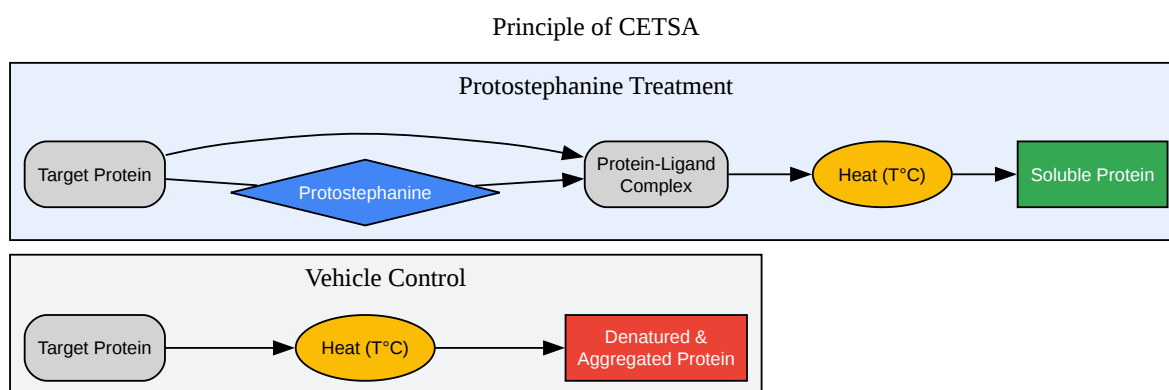 Principle of CETSA
Protostephanine Treatment
Target Protein
Protostephanine
Protein-Ligand
Complex
Heat (T°C)
Soluble Protein
Vehicle Control
Target Protein
Heat (T°C)
Denatured &
Aggregated Protein